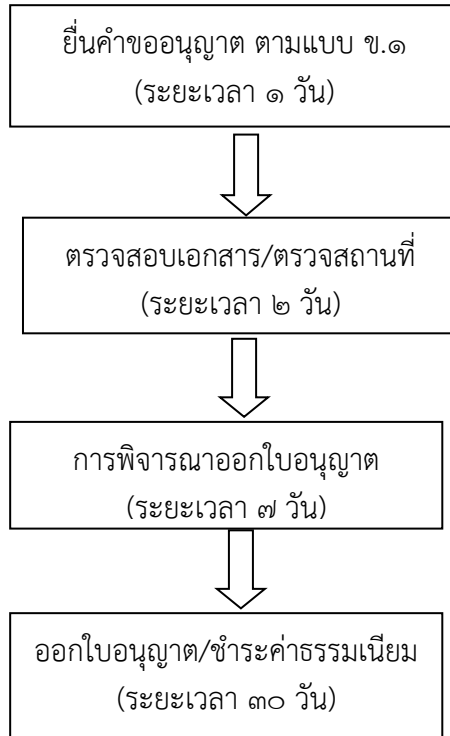 ยื่นคำขออนุญาต ตามแบบ ข.๑
(ระยะเวลา ๑ วัน)
ตรวจสอบเอกสาร/ตรวจสถานที่
(ระยะเวลา ๒ วัน)
การพิจารณาออกใบอนุญาต
(ระยะเวลา ๗ วัน)
ออกใบอนุญาต/ชำระค่าธรรมเนียม
(ระยะเวลา ๓๐ วัน)